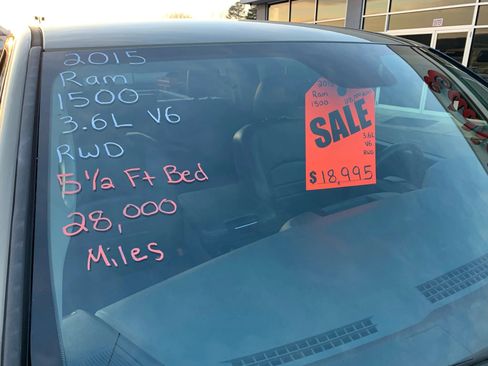 2015
Ram
1500
3.6L V6
RWD
5 1/2 Ft Bed
28,000
Miles
Ram
1500
SALE
3.6L
V6
RWD
$18,995